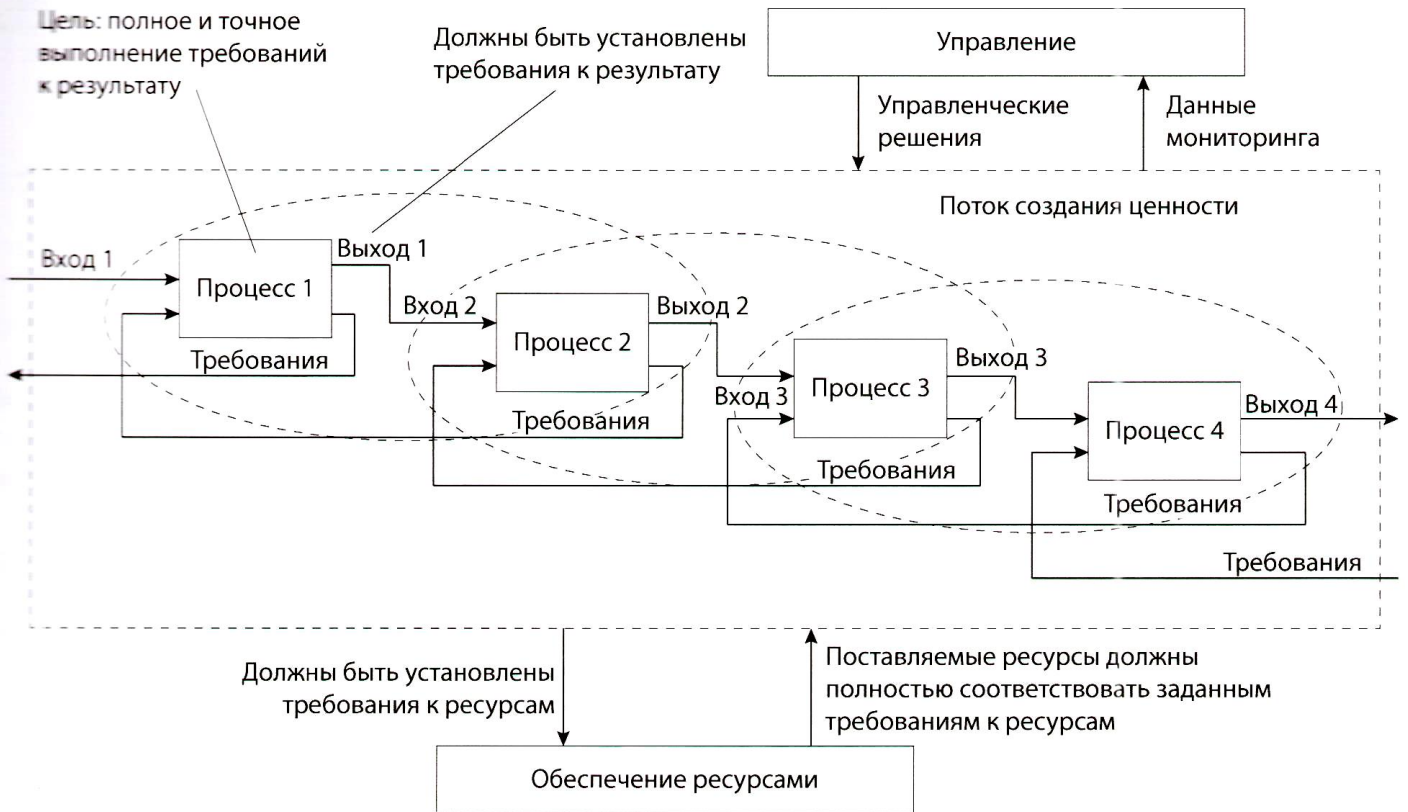 Цель: полное и точное
выполнение требований
к результату
Должны быть установлены
требования к результату
Управление
Управленческие
решения
Данные
мониторинга
Поток создания ценности
Вход 1
Процесс 1
Выход 1
Требования
Вход 2
Процесс 2
Выход 2
Требования
Вход 3
Процесс 3
Выход 3
Требования
Процесс 4
Выход 4
Требования
Требования
Должны быть установлены
требования к ресурсам
Поставляемые ресурсы должны
полностью соответствовать заданным
требованиям к ресурсам
Обеспечение ресурсами